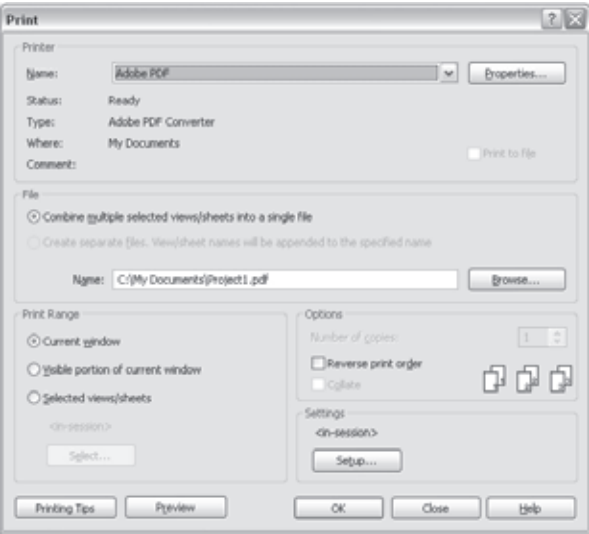 Print
Printer
Name: Adobe PDF Properties...
Status: Ready
Type: Adobe PDF Converter
Where: My Documents
Print to file
Comment:
File
Combine multiple selected views/sheets into a single file
Create separate files. View/sheet names will be appended to the specified name
Name: C:\My Documents\Project1.pdf Browse...
Print Range
Current window
Visible portion of current window
Selected views/sheets
<in-session>
Select...
Options
Number of copies: 1
Reverse print order
Collate
Settings
<in-session>
Setup...
Printing Tips Preview OK Close Help